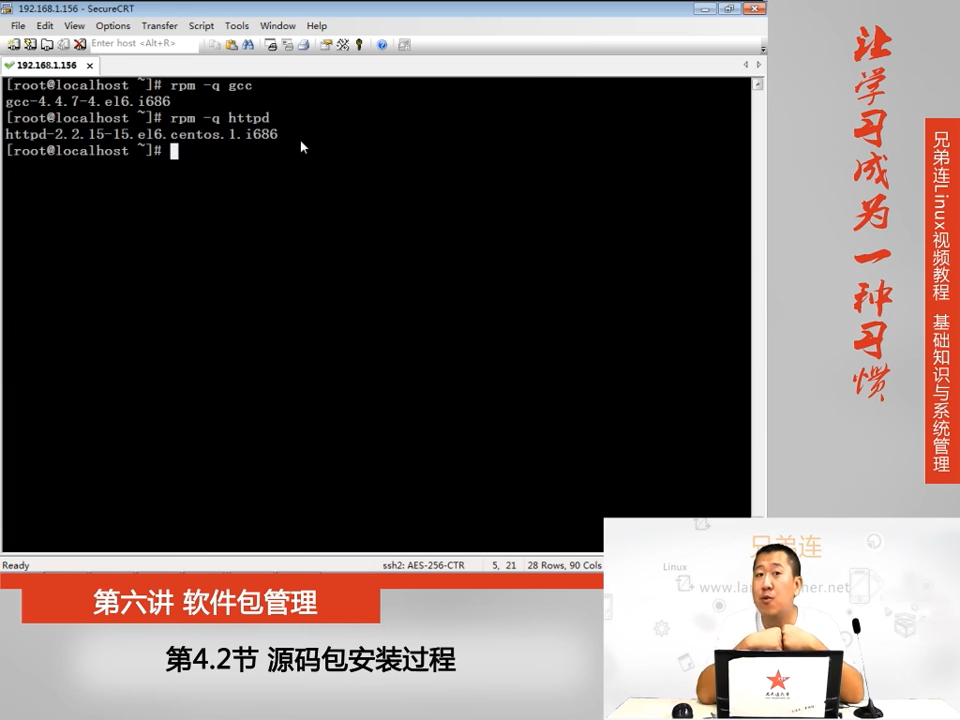 192.168.1.156 - SecureCRT
File Edit View Options Transfer Script Tools Window Help
Enter host <Alt+R>
192.168.1.156
[root@localhost ~]# rpm -q gcc
gcc-4.4.7-4.el6.i686
[root@localhost ~]# rpm -q httpd
httpd-2.2.15-15.el6.centos.1.i686
[root@localhost ~]#
Ready ssh2: AES-256-CTR 5, 21 28 Rows, 90 Cols
让学习成为一种习惯
兄弟连Linux视频教程 基础知识与系统管理
第六讲 软件包管理
第4.2节 源码包安装过程
兄弟连
Linux